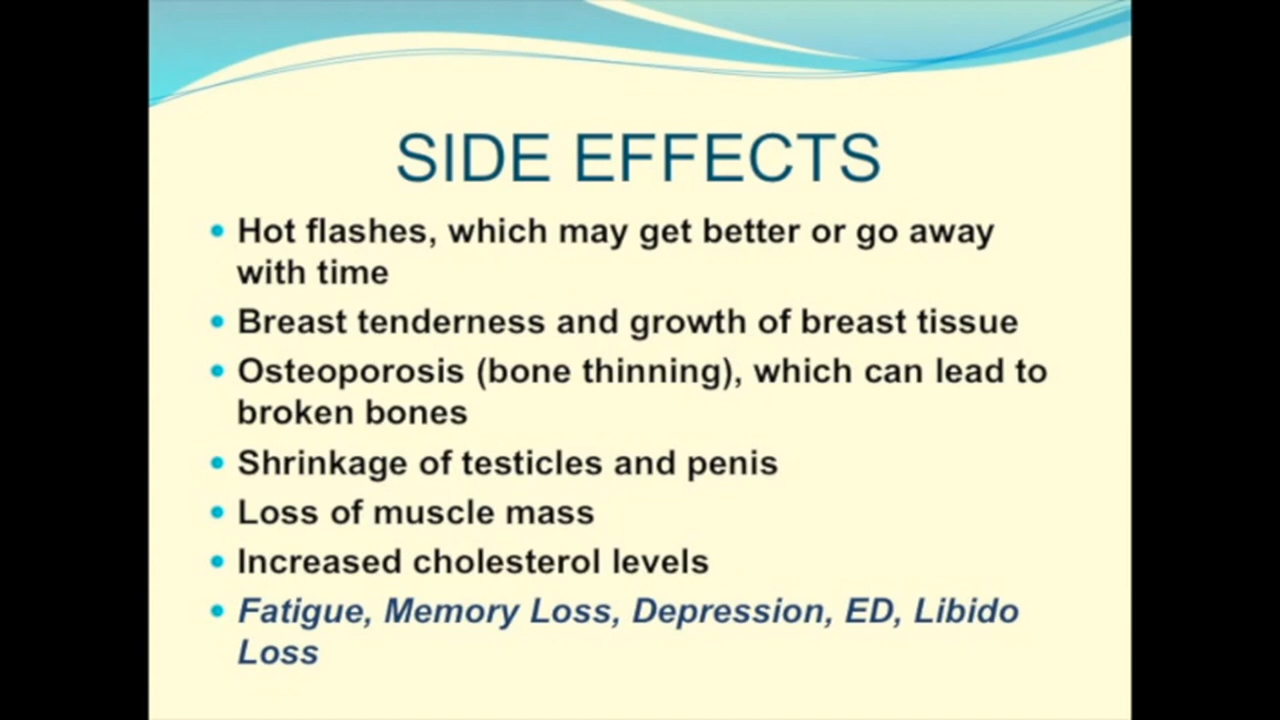 SIDE EFFECTS
• Hot flashes, which may get better or go away
with time
• Breast tenderness and growth of breast tissue
• Osteoporosis (bone thinning), which can lead to
broken bones
• Shrinkage of testicles and penis
• Loss of muscle mass
• Increased cholesterol levels
• Fatigue, Memory Loss, Depression, ED, Libido
Loss